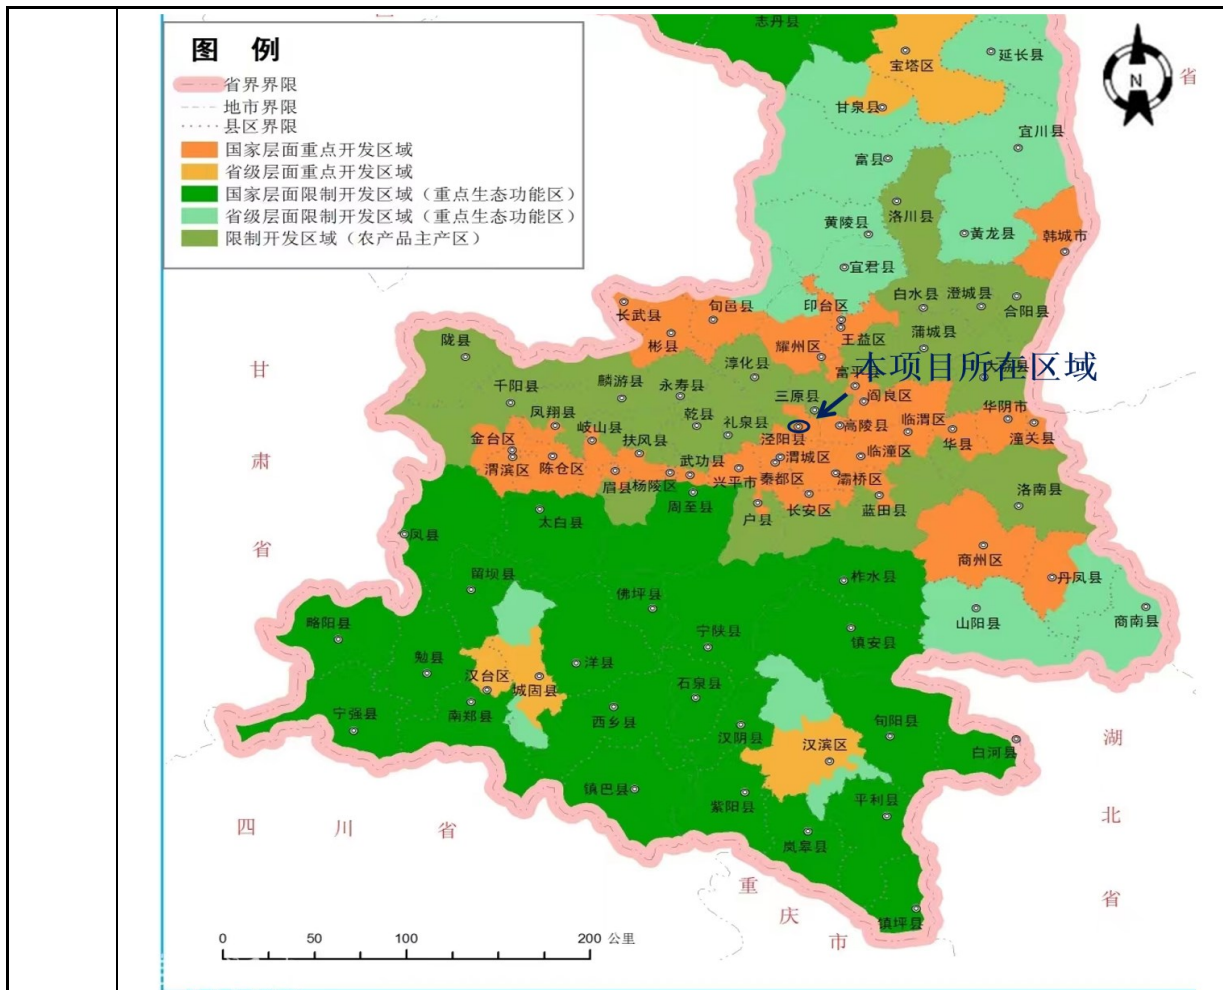 图 例
省界界限
地市界限
县区界限
国家层面重点开发区域
省级层面重点开发区域
国家层面限制开发区域（重点生态功能区）
省级层面限制开发区域（重点生态功能区）
限制开发区域（农产品主产区）
N
省
志丹县
宝塔区
延长县
甘泉县
宜川县
富县
洛川县
黄陵县
黄龙县
韩城市
宜君县
长武县
旬邑县
印台区
白水县
澄城县
合阳县
陇县
彬县
耀州区
王益区
蒲城县
本项目所在区域
甘
千阳县
麟游县
永寿县
淳化县
三原县
阎良区
华阴市
凤翔县
岐山县
乾县
礼泉县
泾阳县
高陵县
临渭区
华县
潼关县
金台区
扶风县
渭滨区
陈仓区
武功县
渭城区
临潼区
肃
眉县
杨陵区
兴平市
秦都区
灞桥区
周至县
户县
长安区
蓝田县
洛南县
太白县
凤县
省
商州区
丹凤县
留坝县
佛坪县
柞水县
略阳县
宁陕县
镇安县
山阳县
商南县
勉县
汉台区
城固县
洋县
石泉县
宁强县
南郑县
西乡县
汉阴县
汉滨区
旬阳县
白河县
湖
镇巴县
紫阳县
平利县
北
四 川 省
岚皋县
重
庆
市
省
镇坪县
0 50 100 200 公里